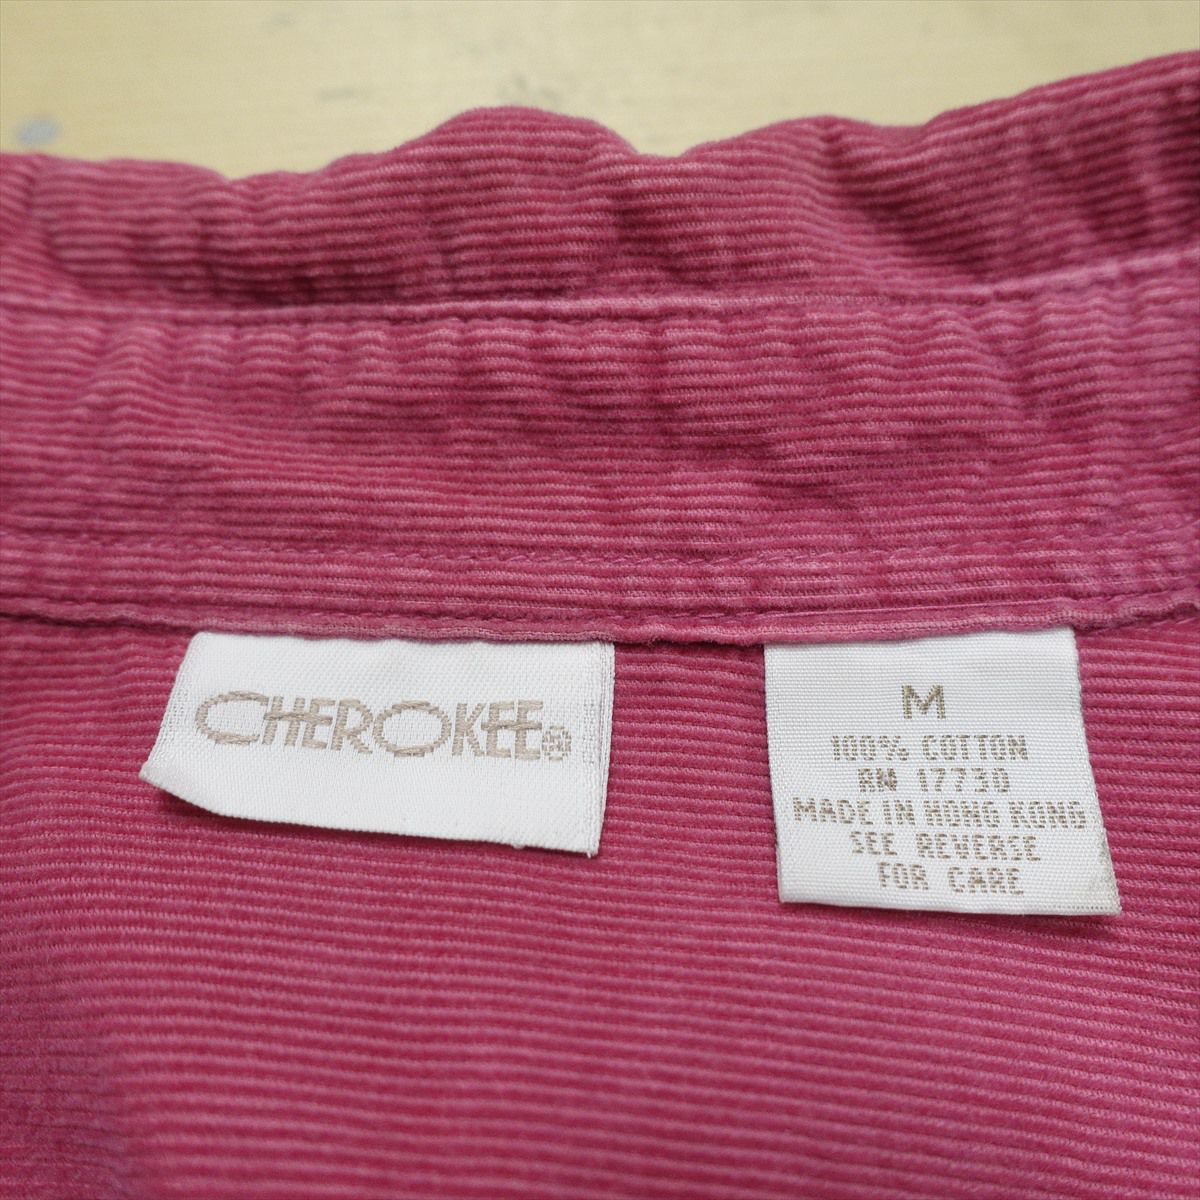 CHEROKEE®
M
100% COTTON
RN 17730
MADE IN HONG KONG
SEE REVERSE
FOR CARE